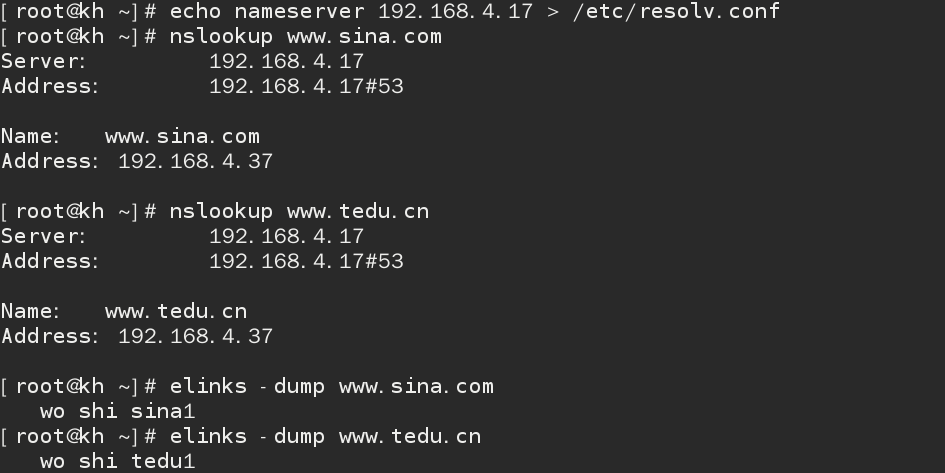 [root@kh ~]# echo nameserver 192.168.4.17 > /etc/resolv.conf
[root@kh ~]# nslookup www.sina.com
Server:         192.168.4.17
Address:        192.168.4.17#53

Name:   www.sina.com
Address: 192.168.4.37

[root@kh ~]# nslookup www.tedu.cn
Server:         192.168.4.17
Address:        192.168.4.17#53

Name:   www.tedu.cn
Address: 192.168.4.37

[root@kh ~]# elinks -dump www.sina.com
   wo shi sina1
[root@kh ~]# elinks -dump www.tedu.cn
   wo shi tedu1